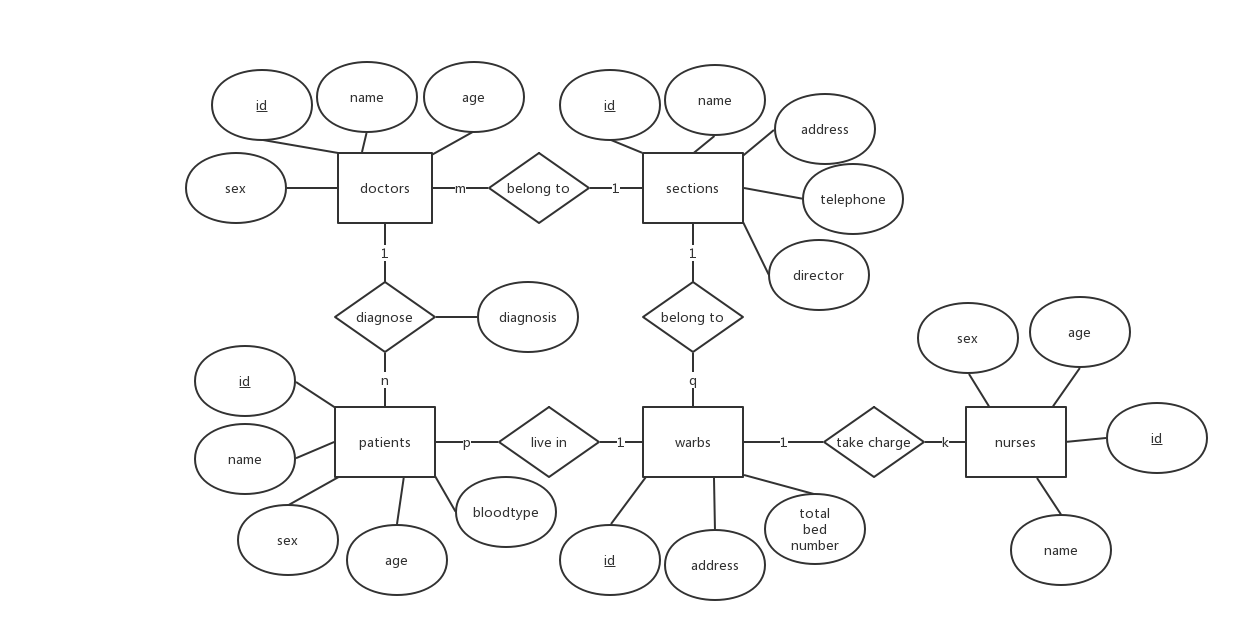 id
name
age
id
name
address
sex
doctors
m
belong to
1
sections
telephone
1
1
director
diagnose
diagnosis
belong to
sex
age
id
n
q
name
patients
p
live in
1
warbs
1
take charge
k
nurses
id
sex
age
bloodtype
id
address
total
bed
number
name